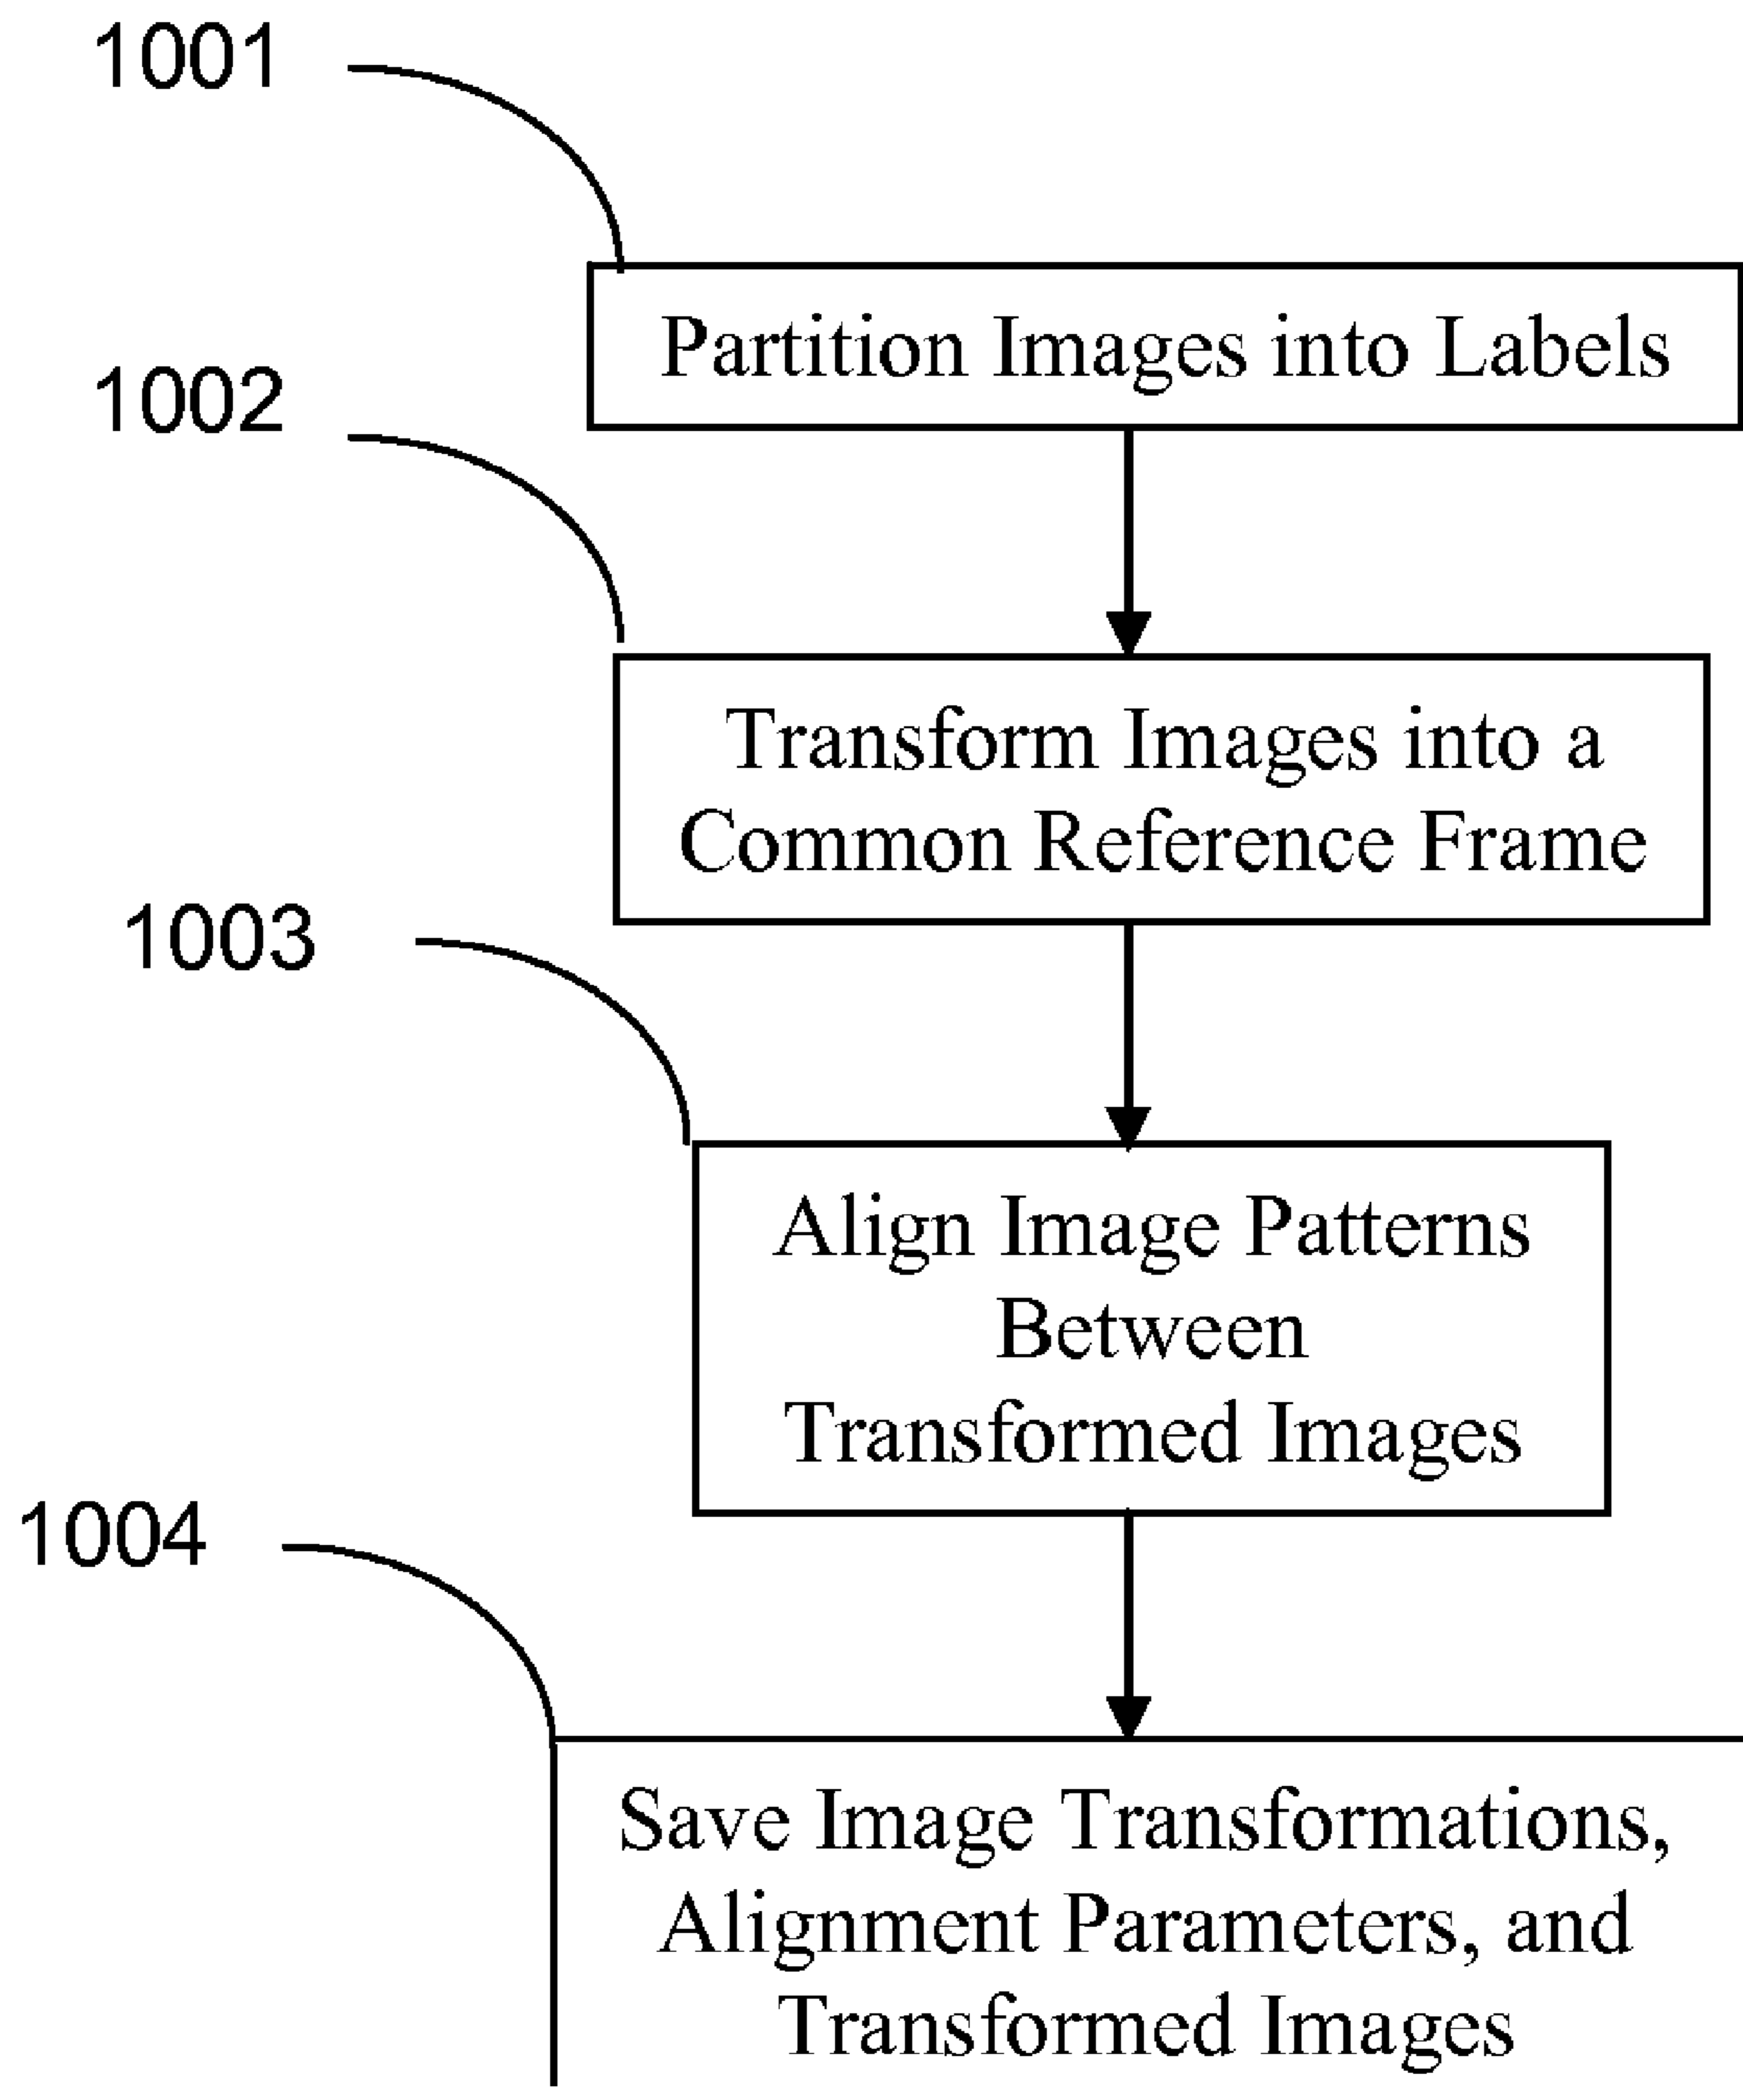 1001
Partition Images into Labels
1002
Transform Images into a
Common Reference Frame
1003
Align Image Patterns
Between
Transformed Images
1004
Save Image Transformations,
Alignment Parameters, and
Transformed Images